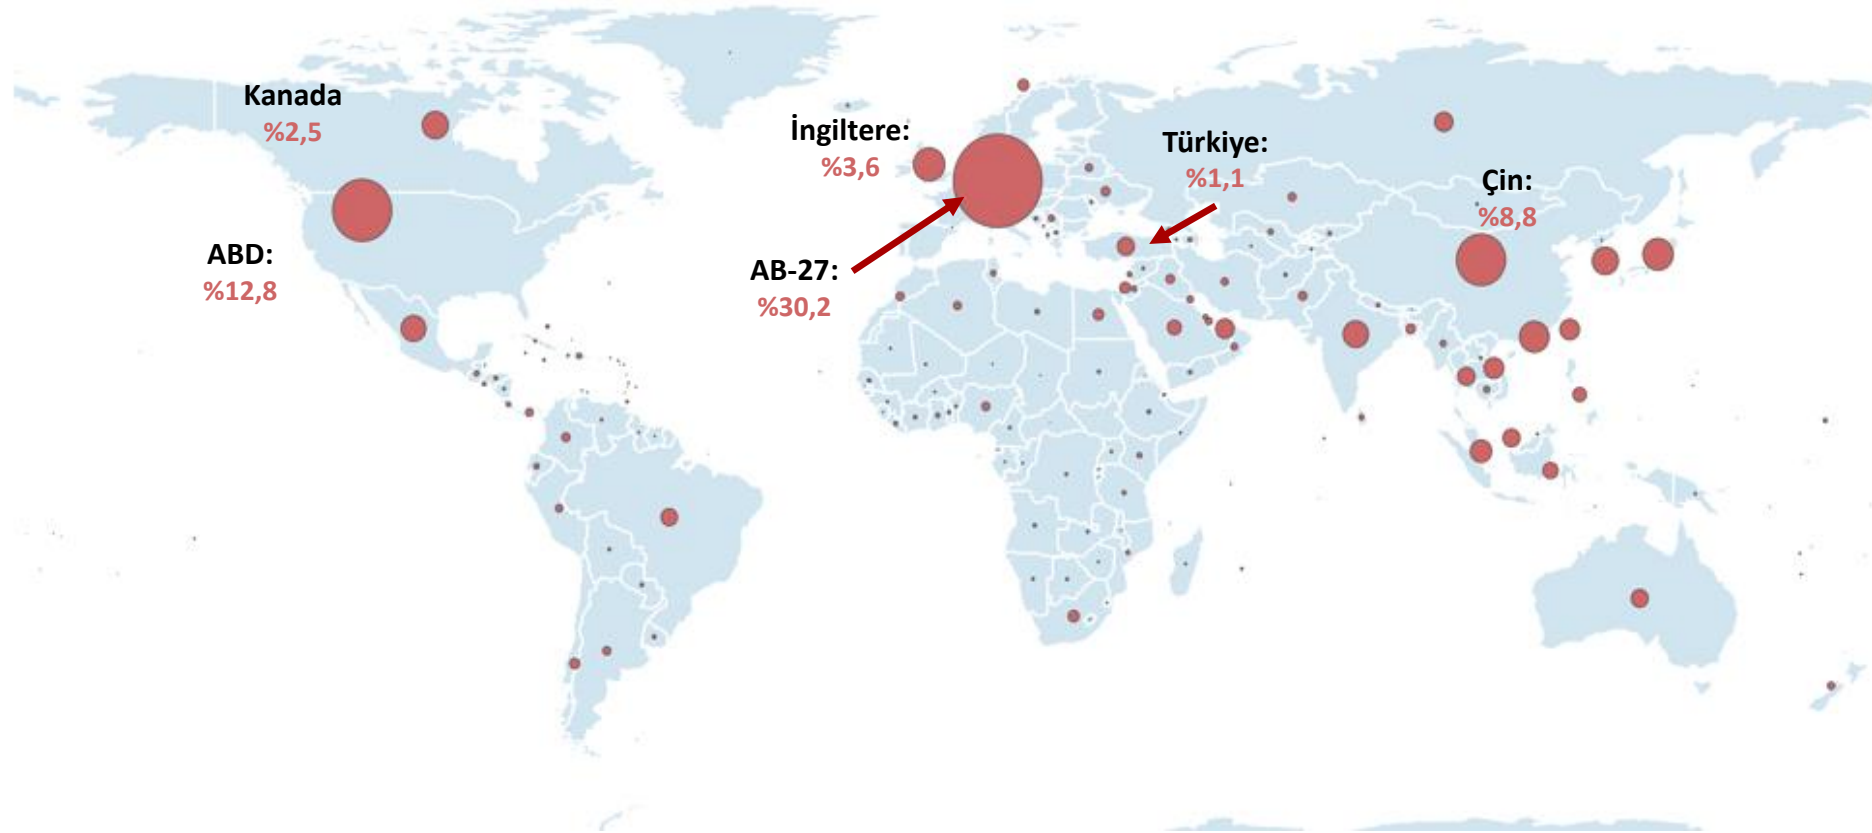 Kanada
%2,5
İngiltere:
%3,6
Türkiye:
%1,1
Çin:
%8,8
ABD:
%12,8
AB-27:
%30,2